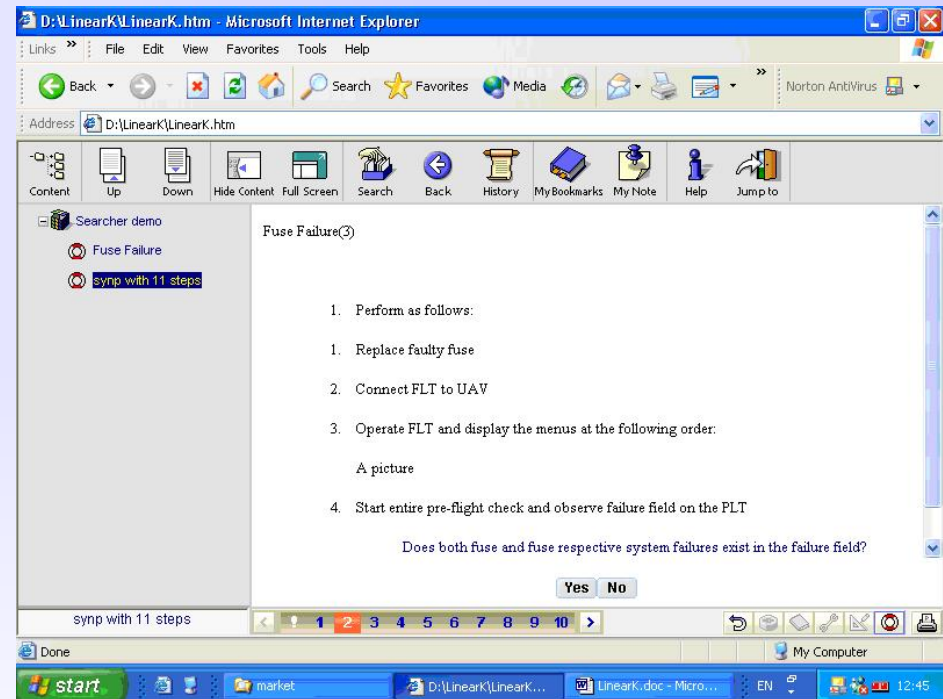 D:\LinearK\LinearK.htm - Microsoft Internet Explorer
Links » File Edit View Favorites Tools Help
Back Search Favorites Media » Norton AntiVirus
Address D:\LinearK\LinearK.htm
Content Up Down Hide Content Full Screen Search Back History MyBookmarks My Note Help Jump to
Searcher demo
Fuse Failure
synp with 11 steps
Fuse Failure(3)
1. Perform as follows:
1. Replace faulty fuse
2. Connect FLT to UAV
3. Operate FLT and display the menus at the following order:
A picture
4. Start entire pre-flight check and observe failure field on the PLT
Does both fuse and fuse respective system failures exist in the failure field?
Yes No
synp with 11 steps < ! 1 2 3 4 5 6 7 8 9 10 >
Done My Computer
start market D:\LinearK\LinearK... LinearK.doc - Micro... EN 12:45